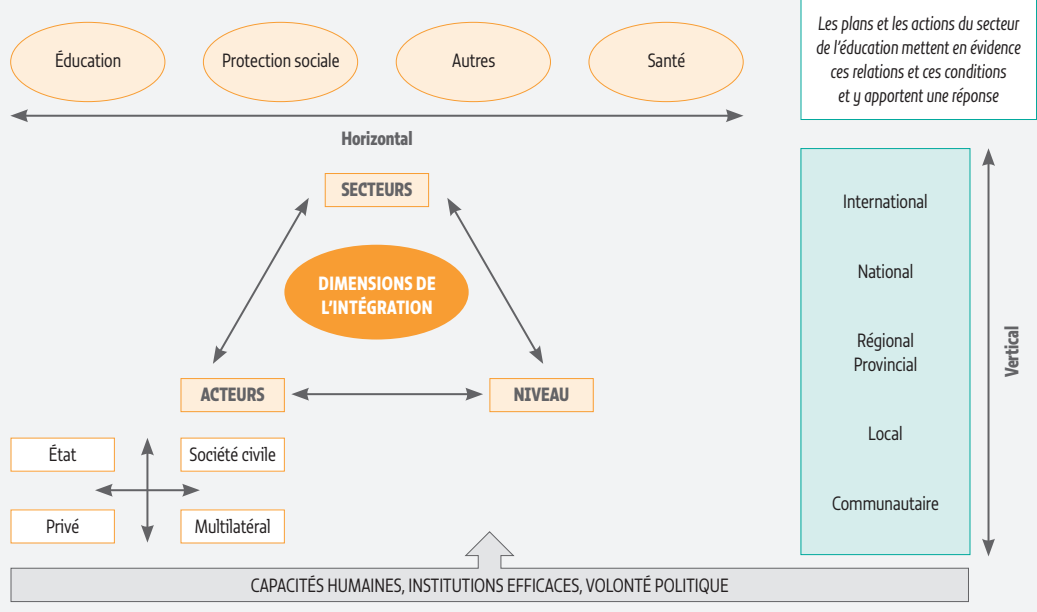 Éducation
Protection sociale
Autres
Santé
Les plans et les actions du secteur
de l'éducation mettent en évidence
ces relations et ces conditions
et y apportent une réponse
Horizontal
SECTEURS
DIMENSIONS DE
L'INTÉGRATION
ACTEURS
NIVEAU
État
Société civile
Privé
Multilatéral
International
National
Régional
Provincial
Local
Communautaire
Vertical
CAPACITÉS HUMAINES, INSTITUTIONS EFFICACES, VOLONTÉ POLITIQUE